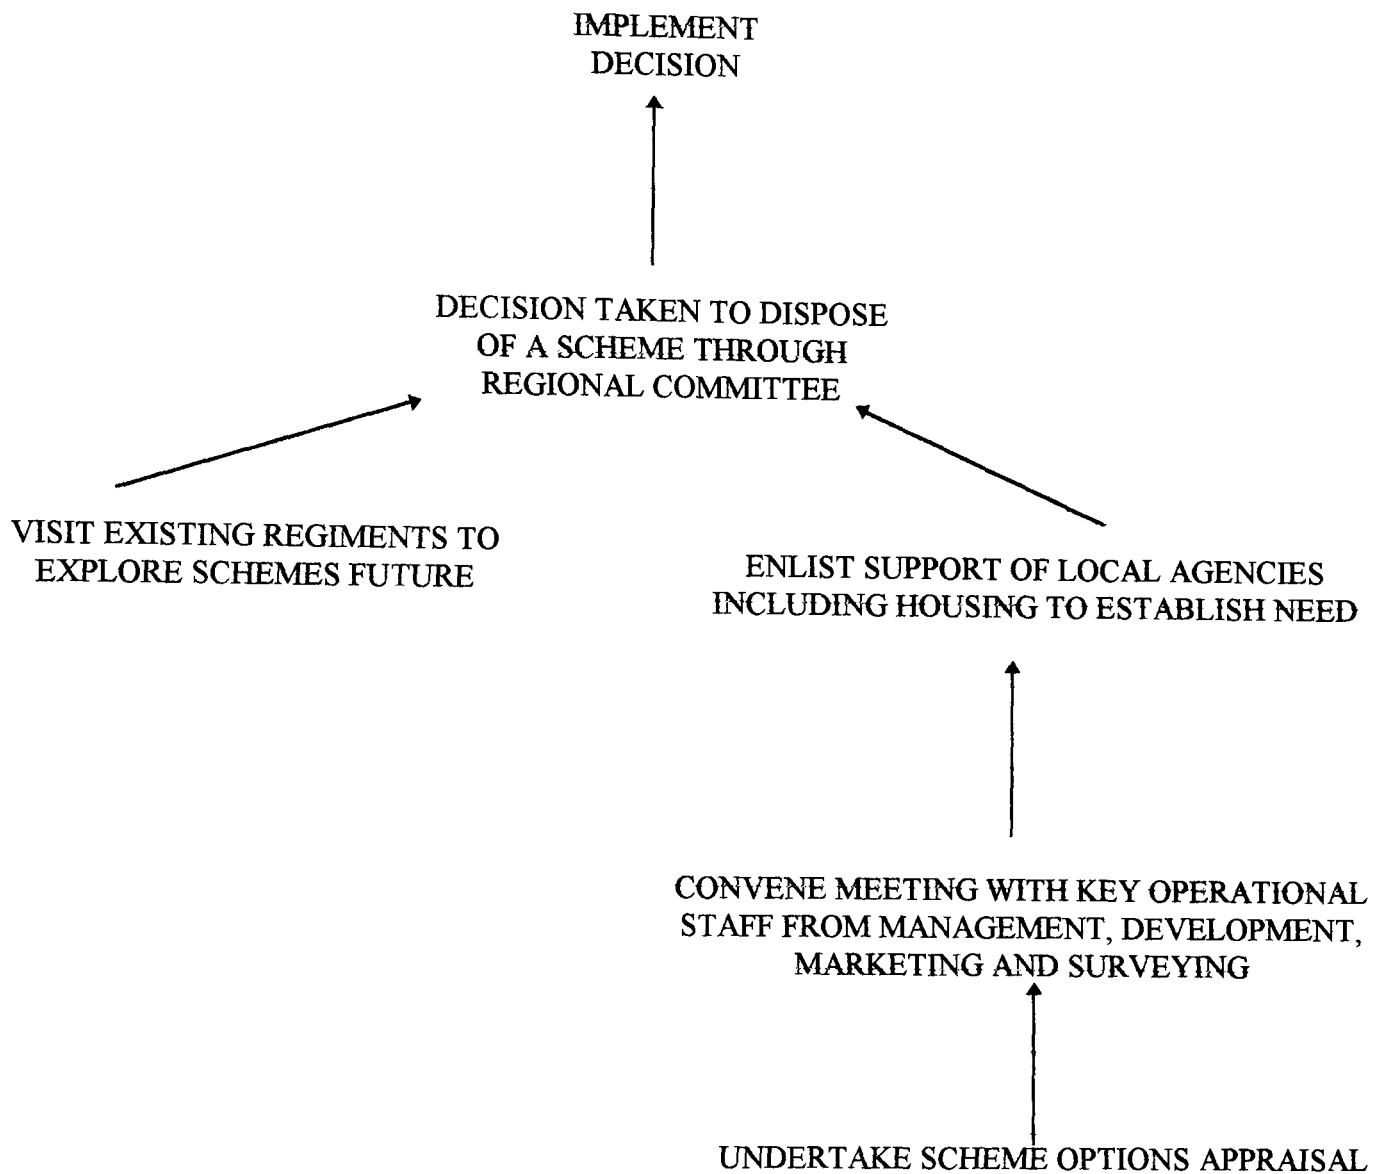 IMPLEMENT
DECISION
DECISION TAKEN TO DISPOSE
OF A SCHEME THROUGH
REGIONAL COMMITTEE
VISIT EXISTING REGIMENTS TO
EXPLORE SCHEMES FUTURE
ENLIST SUPPORT OF LOCAL AGENCIES
INCLUDING HOUSING TO ESTABLISH NEED
CONVENE MEETING WITH KEY OPERATIONAL
STAFF FROM MANAGEMENT, DEVELOPMENT,
MARKETING AND SURVEYING
UNDERTAKE SCHEME OPTIONS APPRAISAL